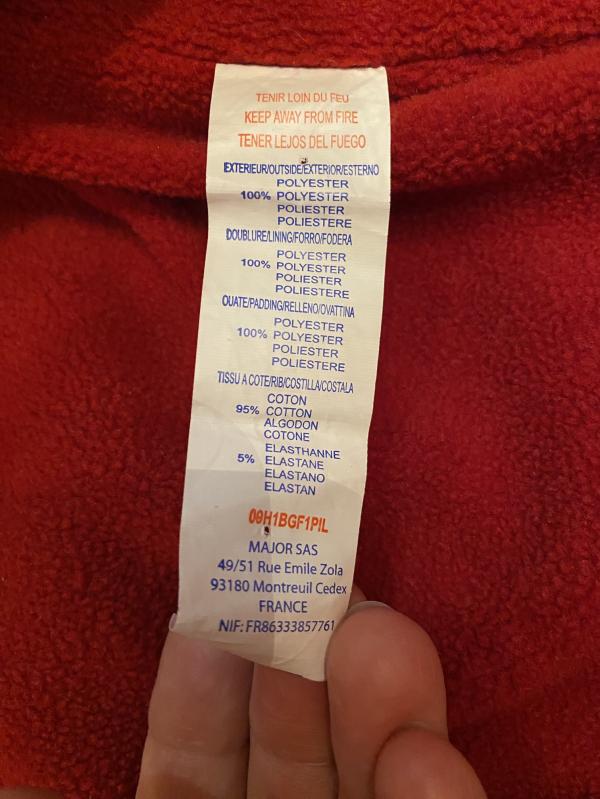 TENIR LOIN DU FEU
KEEP AWAY FROM FIRE
TENER LEJOS DEL FUEGO
EXTERIEUR/OUTSIDE/EXTERIOR/ESTERNO
POLYESTER
100% POLYESTER
POLIESTER
POLIESTERE
DOUBLURE/LINING/FORRO/FODERA
POLYESTER
100% POLYESTER
POLIESTER
POLIESTERE
OUATE/PADDING/RELLENO/OVATTINA
POLYESTER
100% POLYESTER
POLIESTER
POLIESTERE
TISSU A COTE/RIB/COSTILLA/COSTALA
COTON
95% COTTON
ALGODON
COTONE
ELASTHANNE
5% ELASTANE
ELASTANO
ELASTAN
09H1BGF1PIL
MAJOR SAS
49/51 Rue Emile Zola
93180 Montreuil Cedex
FRANCE
NIF: FR86333857761